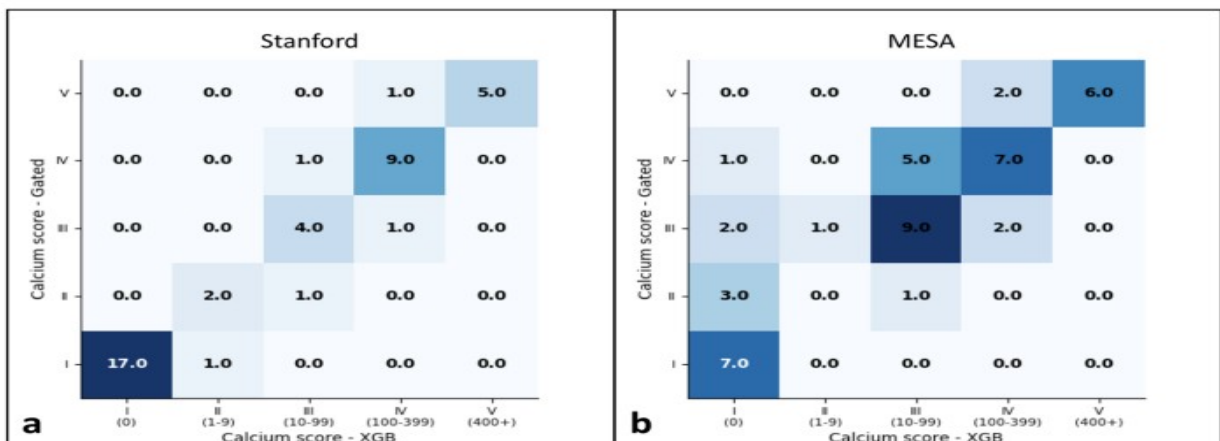 Stanford
V 0.0 0.0 0.0 1.0 5.0
IV 0.0 0.0 1.0 9.0 0.0
III 0.0 0.0 4.0 1.0 0.0
II 0.0 2.0 1.0 0.0 0.0
I 17.0 1.0 0.0 0.0 0.0
I II III IV V
(0) (1-9) (10-99) (100-399) (400+)
Calcium score - Gated
Calcium score - XGB
a
MESA
V 0.0 0.0 0.0 2.0 6.0
IV 1.0 0.0 5.0 7.0 0.0
III 2.0 1.0 9.0 2.0 0.0
II 3.0 0.0 1.0 0.0 0.0
I 7.0 0.0 0.0 0.0 0.0
I II III IV V
(0) (1-9) (10-99) (100-399) (400+)
Calcium score - Gated
Calcium score - XGB
b